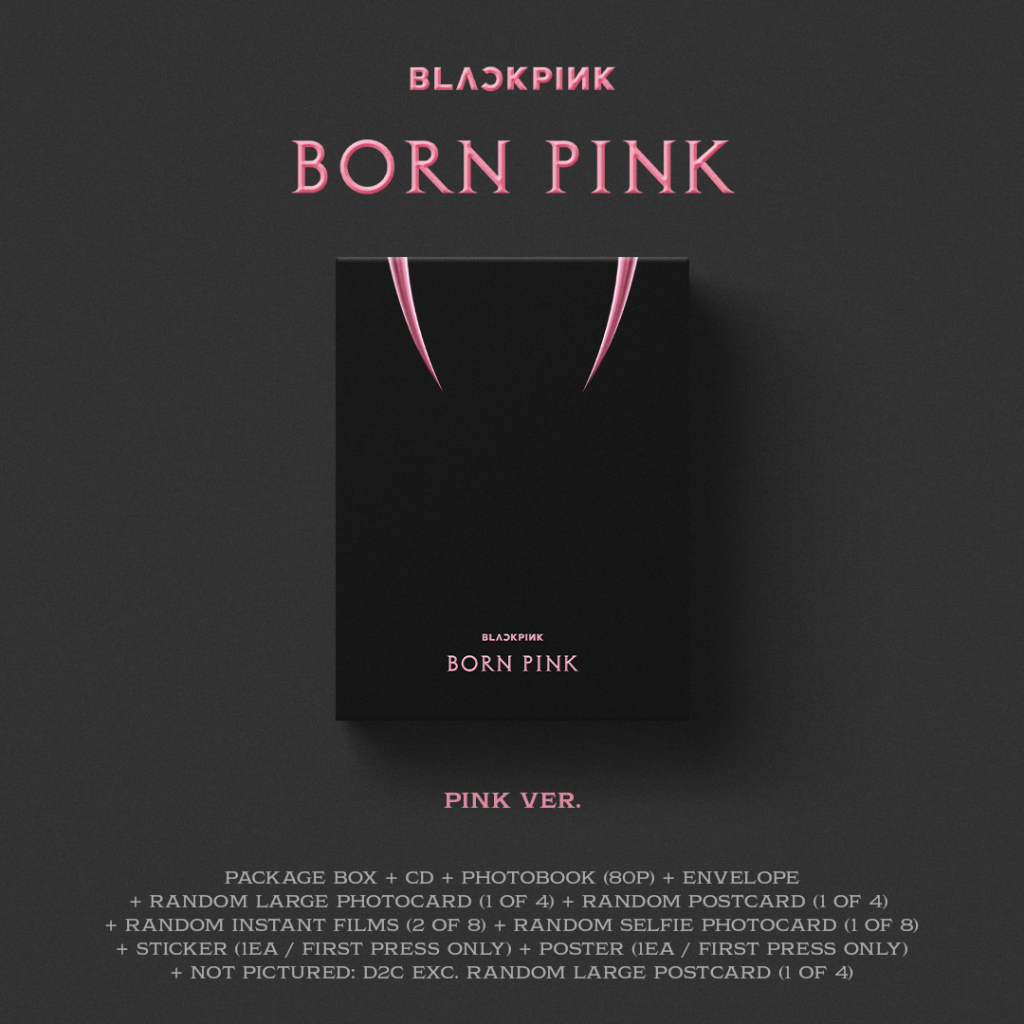 BLACKPINK
BORN PINK
BLACKPINK
BORN PINK
PINK VER.
PACKAGE BOX + CD + PHOTOBOOK (80P) + ENVELOPE
+ RANDOM LARGE PHOTOCARD (1 OF 4) + RANDOM POSTCARD (1 OF 4)
+ RANDOM INSTANT FILMS (2 OF 8) + RANDOM SELFIE PHOTOCARD (1 OF 8)
+ STICKER (1EA / FIRST PRESS ONLY) + POSTER (1EA / FIRST PRESS ONLY)
+ NOT PICTURED: D2C EXC. RANDOM LARGE POSTCARD (1 OF 4)